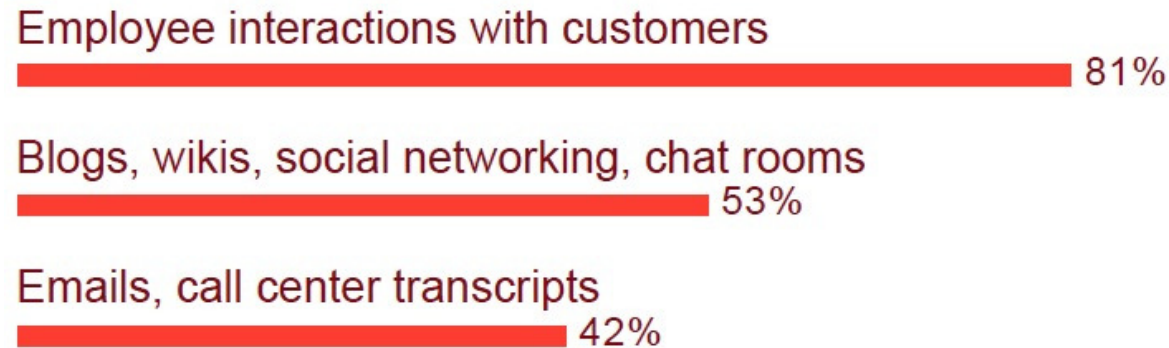 Employee interactions with customers
81%
Blogs, wikis, social networking, chat rooms
53%
Emails, call center transcripts
42%